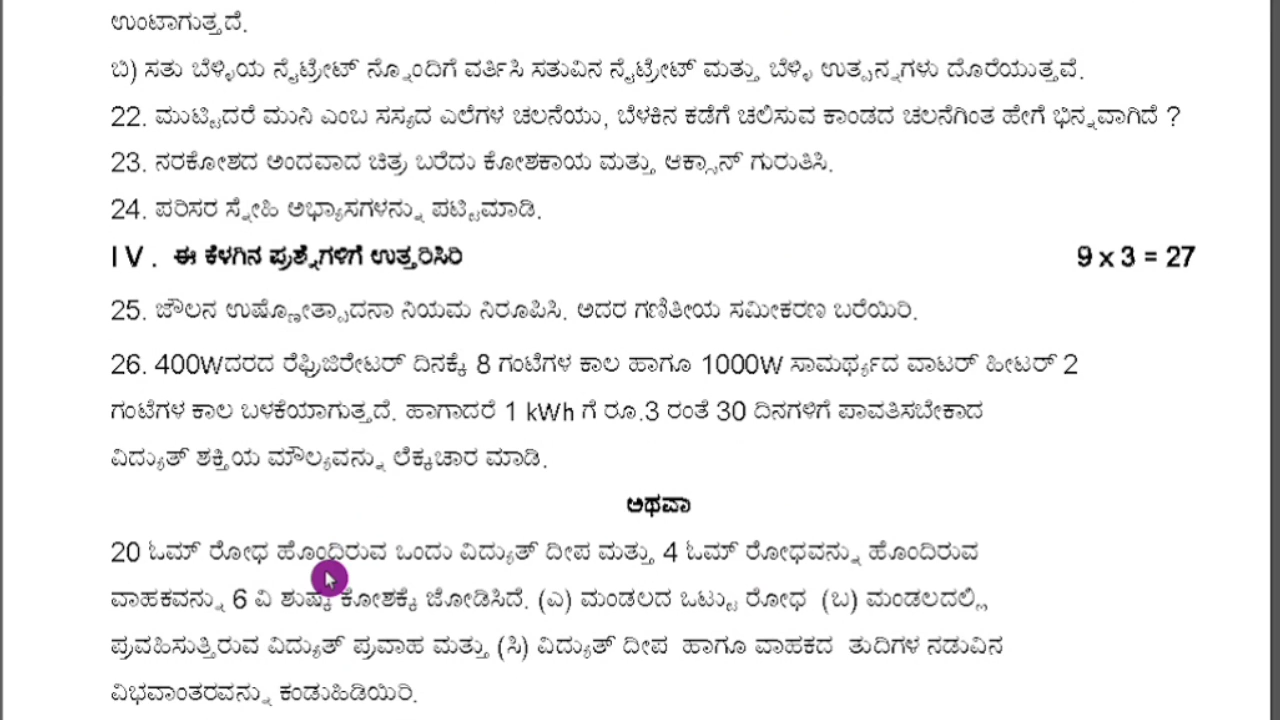 ಉಂಟಾಗುತ್ತದೆ.
ಬಿ) ಸತು ಬೆಳ್ಳಿಯ ನೈಟ್ರೇಟ್ ನ್ನೊಂದಿಗೆ ವರ್ತಿಸಿ ಸತುವಿನ ನೈಟ್ರೇಟ್ ಮತ್ತು ಬೆಳ್ಳಿ ಉತ್ಪನ್ನಗಳು ದೊರೆಯುತ್ತವೆ.
22. ಮುಟ್ಟಿದರೆ ಮುನಿ ಎಂಬ ಸಸ್ಯದ ಎಲೆಗಳ ಚಲನೆಯು, ಬೆಳಕಿನ ಕಡೆಗೆ ಚಲಿಸುವ ಕಾಂಡದ ಚಲನೆಗಿಂತ ಹೇಗೆ ಭಿನ್ನವಾಗಿದೆ ?
23. ನರಕೋಶದ ಅಂದವಾದ ಚಿತ್ರ ಬರೆದು ಕೋಶಕಾಯ ಮತ್ತು ಆಕ್ಸಾನ್ ಗುರುತಿಸಿ.
24. ಪರಿಸರ ಸ್ನೇಹಿ ಅಭ್ಯಾಸಗಳನ್ನು ಪಟ್ಟಿಮಾಡಿ.
IV. ಈ ಕೆಳಗಿನ ಪ್ರಶ್ನೆಗಳಿಗೆ ಉತ್ತರಿಸಿರಿ 9 x 3 = 27
25. ಜೌಲನ ಉಷ್ಣೋತ್ಪಾದನಾ ನಿಯಮ ನಿರೂಪಿಸಿ. ಅದರ ಗಣಿತೀಯ ಸಮೀಕರಣ ಬರೆಯಿರಿ.
26. 400Wದರದ ರೆಫ್ರಿಜಿರೇಟರ್ ದಿನಕ್ಕೆ 8 ಗಂಟೆಗಳ ಕಾಲ ಹಾಗೂ 1000W ಸಾಮರ್ಥ್ಯದ ವಾಟರ್ ಹೀಟರ್ 2
ಗಂಟೆಗಳ ಕಾಲ ಬಳಕೆಯಾಗುತ್ತದೆ. ಹಾಗಾದರೆ 1 kWh ಗೆ ರೂ.3 ರಂತೆ 30 ದಿನಗಳಿಗೆ ಪಾವತಿಸಬೇಕಾದ
ವಿದ್ಯುತ್ ಶಕ್ತಿಯ ಮೌಲ್ಯವನ್ನು ಲೆಕ್ಕಚಾರ ಮಾಡಿ.
ಅಥವಾ
20 ಓಮ್ ರೋಧ ಹೊಂದಿರುವ ಒಂದು ವಿದ್ಯುತ್ ದೀಪ ಮತ್ತು 4 ಓಮ್ ರೋಧವನ್ನು ಹೊಂದಿರುವ
ವಾಹಕವನ್ನು 6 ವಿ ಶುಷ್ಕ ಕೋಶಕ್ಕೆ ಜೋಡಿಸಿದೆ. (ಎ) ಮಂಡಲದ ಒಟ್ಟು ರೋಧ (ಬ) ಮಂಡಲದಲ್ಲಿ
ಪ್ರವಹಿಸುತ್ತಿರುವ ವಿದ್ಯುತ್ ಪ್ರವಾಹ ಮತ್ತು (ಸಿ) ವಿದ್ಯುತ್ ದೀಪ ಹಾಗೂ ವಾಹಕದ ತುದಿಗಳ ನಡುವಿನ
ವಿಭವಾಂತರವನ್ನು ಕಂಡುಹಿಡಿಯಿರಿ.